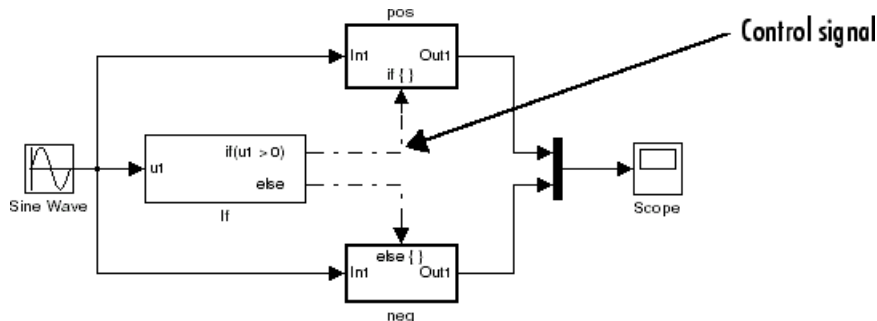 pos
Control signal
In1
Out1
if { }
u1
if(u1 > 0)
else
If
Sine Wave
Scope
else { }
In1
Out1
neg